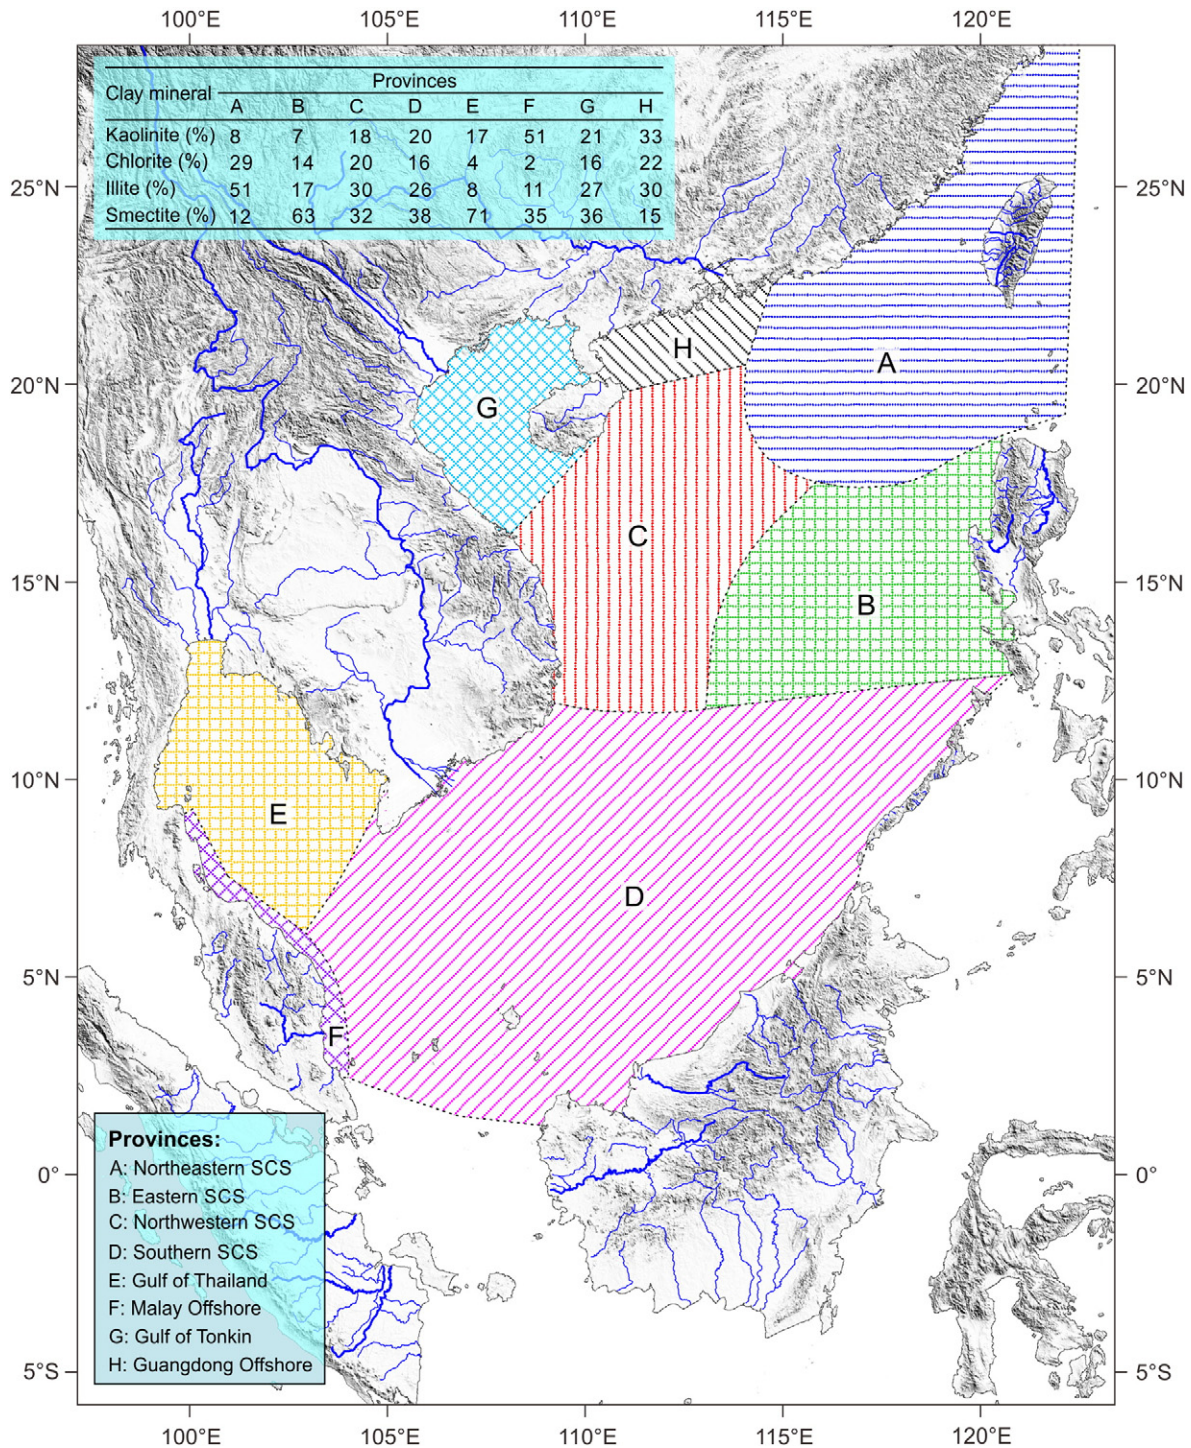 100°E 105°E 110°E 115°E 120°E
Provinces
Clay mineral A B C D E F G H
Kaolinite (%) 8 7 18 20 17 51 21 33
Chlorite (%) 29 14 20 16 4 2 16 22
Illite (%) 51 17 30 26 8 11 27 30
Smectite (%) 12 63 32 38 71 35 36 15
25°N 25°N
H
A
20°N 20°N
G
C
15°N 15°N
B
10°N 10°N
E
D
5°N 5°N
F
Provinces:
A: Northeastern SCS
B: Eastern SCS
C: Northwestern SCS
D: Southern SCS
E: Gulf of Thailand
F: Malay Offshore
G: Gulf of Tonkin
H: Guangdong Offshore
0° 0°
5°S 5°S
100°E 105°E 110°E 115°E 120°E